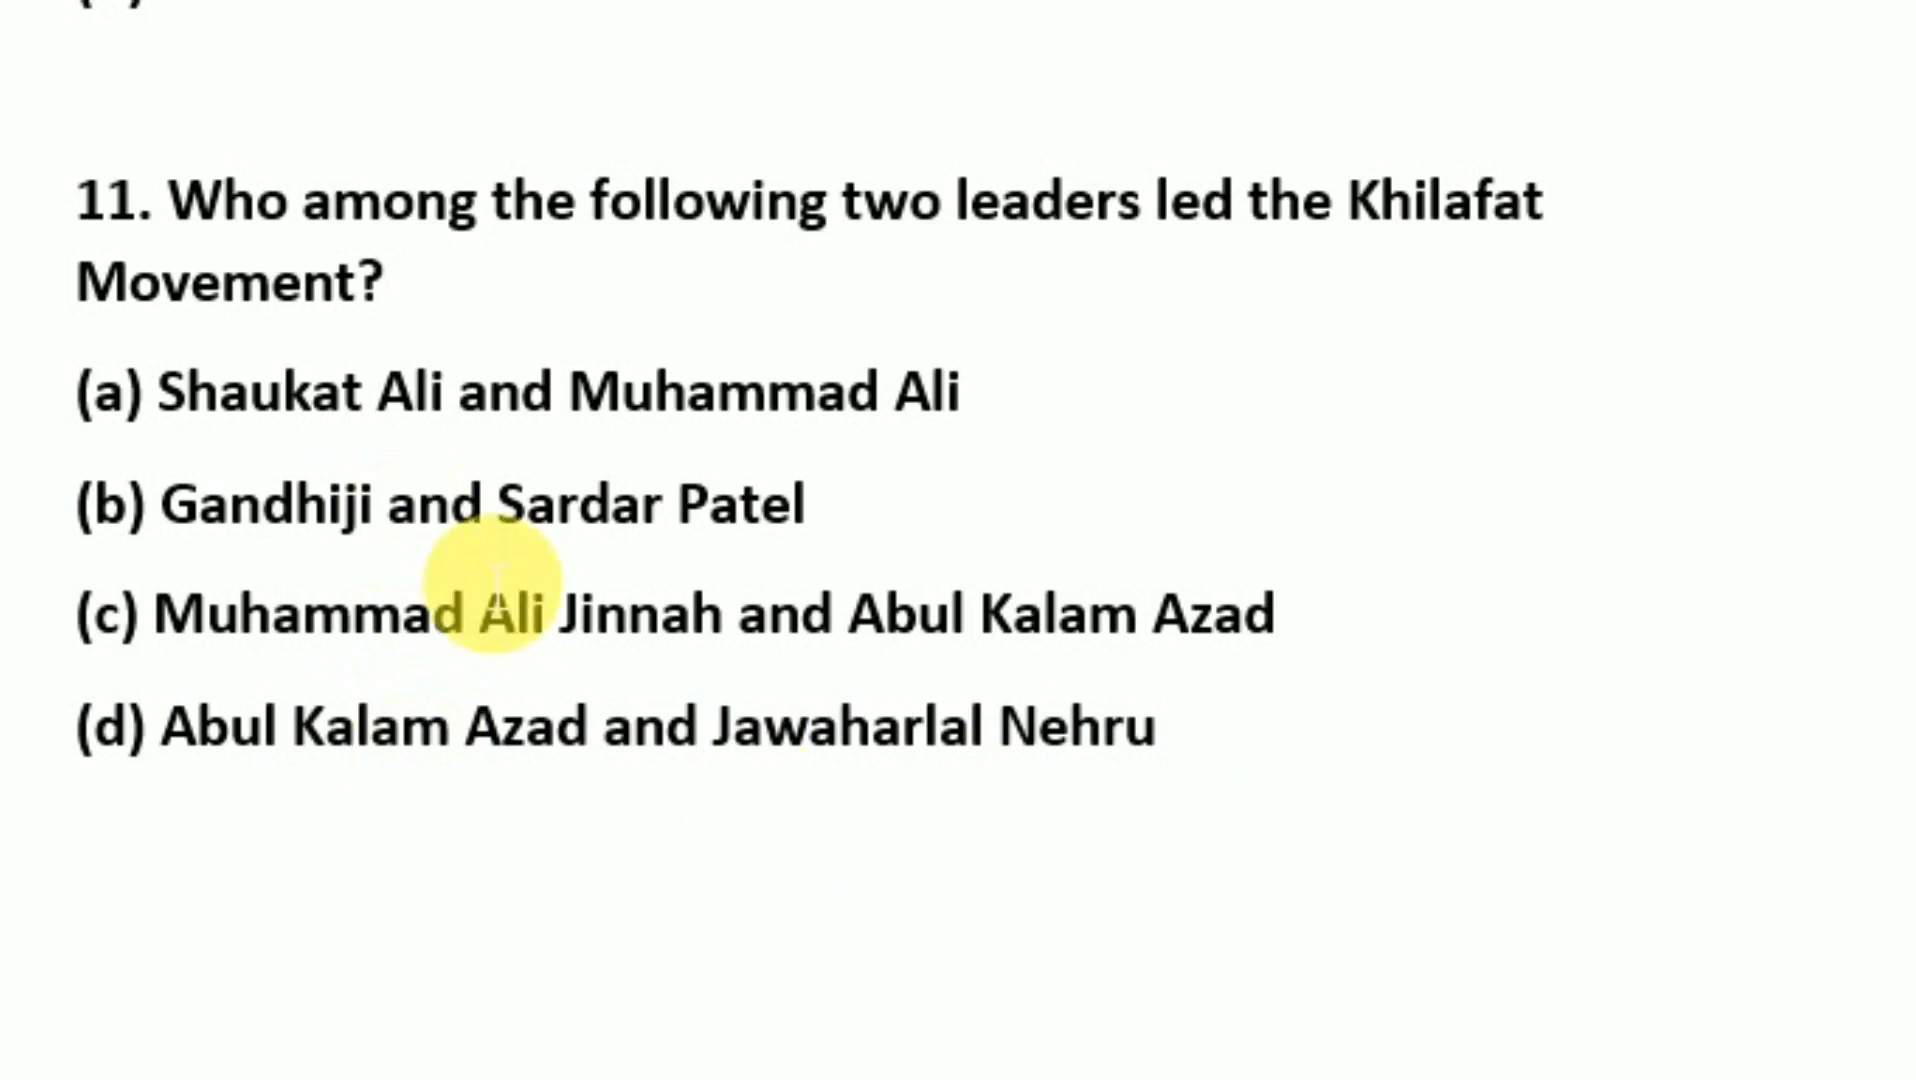 11. Who among the following two leaders led the Khilafat
Movement?
(a) Shaukat Ali and Muhammad Ali
(b) Gandhiji and Sardar Patel
(c) Muhammad Ali Jinnah and Abul Kalam Azad
(d) Abul Kalam Azad and Jawaharlal Nehru